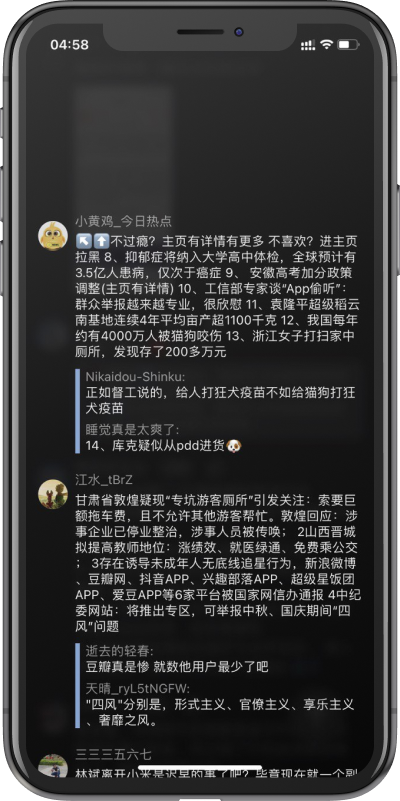 04:58
小黄鸡_今日热点
↖️⬆️不过瘾？主页有详情有更多 不喜欢？进主页
拉黑 8、抑郁症将纳入大学高中体检，全球预计有
3.5亿人患病，仅次于癌症 9、 安徽高考加分政策
调整(主页有详情) 10、工信部专家谈“App偷听”：
群众举报越来越专业，很欣慰 11、袁隆平超级稻云
南基地连续4年平均亩产超1100千克 12、我国每年
约有4000万人被猫狗咬伤 13、浙江女子打扫家中
厕所，发现存了200多万元
Nikaidou-Shinku:
正如督工说的，给人打狂犬疫苗不如给猫狗打狂
犬疫苗
睡觉真是太爽了:
14、库克疑似从pdd进货🐶
江水_tBrZ
甘肃省敦煌疑现“专坑游客厕所”引发关注：索要巨
额拖车费，且不允许其他游客帮忙。敦煌回应：涉
事企业已停业整治，涉事人员被传唤； 2山西晋城
拟提高教师地位：涨绩效、就医绿通、免费乘公交
； 3存在诱导未成年人无底线追星行为，新浪微博
、豆瓣网、抖音APP、兴趣部落APP、超级星饭团
APP、爱豆APP等6家平台被国家网信办通报 4中纪
委网站：将推出专区，可举报中秋、国庆期间“四
风”问题
逝去的轻春:
豆瓣真是惨 就数他用户最少了吧
天晴_ryL5tNGFW:
"四风"分别是，形式主义、官僚主义、享乐主义
、奢靡之风。
三三三五六七
林斌离开小米是迟早的事了吧？毕竟现在就一个副